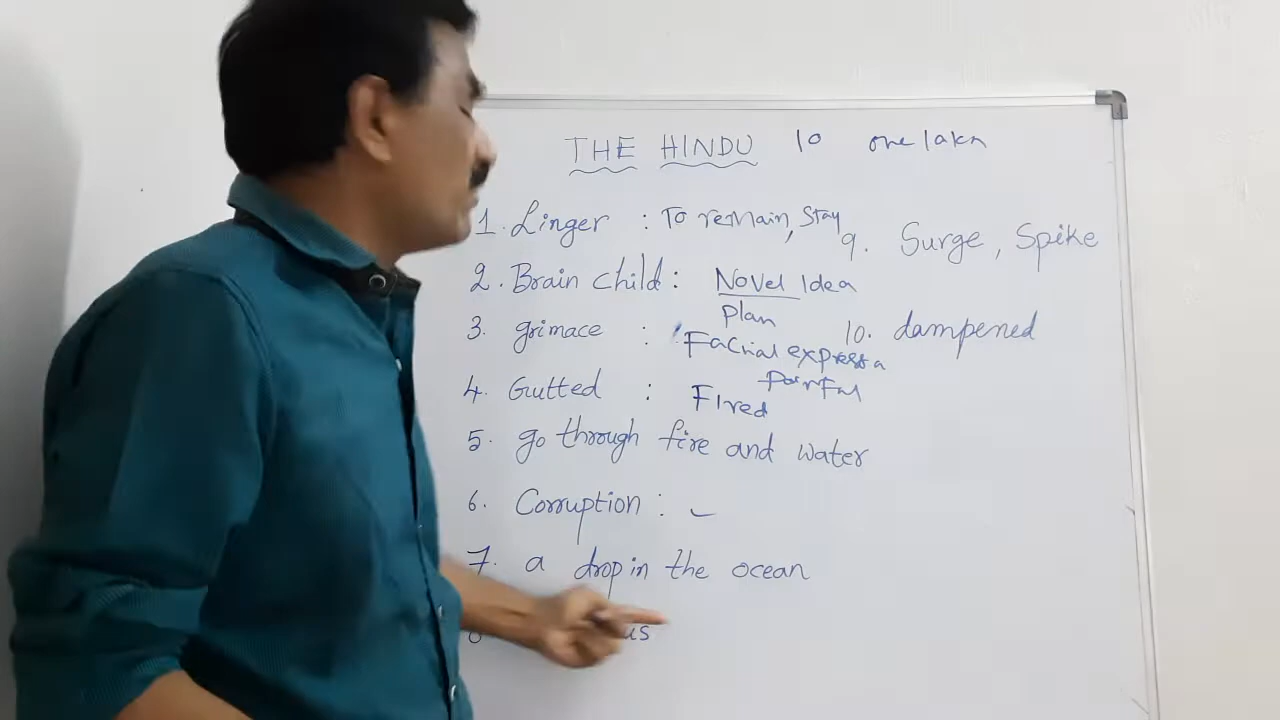 THE HINDU 10 one lakh
1. Linger : To remain, Stay
2. Brain child : Novel Idea
plan
3. grimace : Facial express
painful
4. Gutted : Fired
5. go through fire and water
6. Corruption :
7. a drop in the ocean
us
9. Surge, Spike
10. dampened